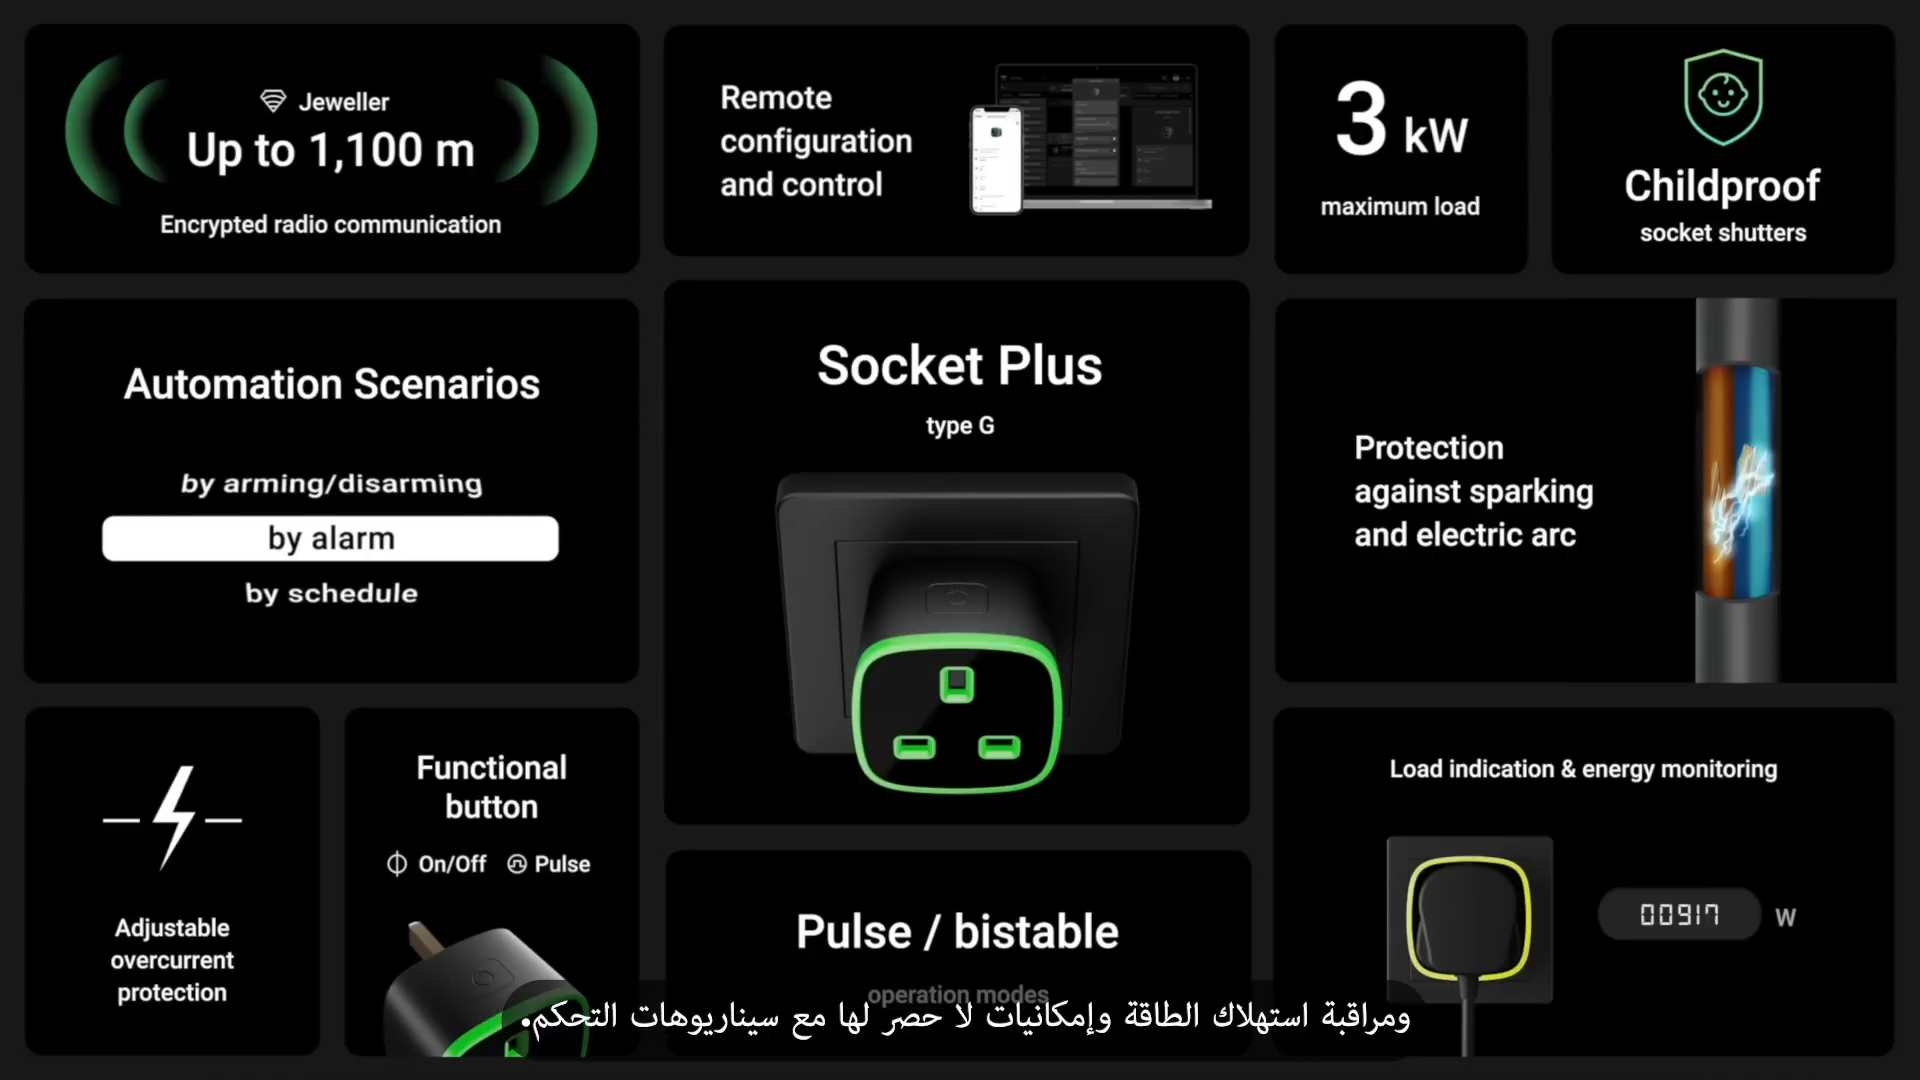 Jeweller
Up to 1,100 m
Encrypted radio communication
Remote
configuration
and control
3 kW
maximum load
Childproof
socket shutters
Automation Scenarios
by arming/disarming
by alarm
by schedule
Socket Plus
type G
Protection
against sparking
and electric arc
Adjustable
overcurrent
protection
Functional
button
On/Off Pulse
Pulse / bistable
operation modes
Load indication & energy monitoring
00917 W
ومراقبة استهلاك الطاقة وإمكانيات لا حصر لها مع سيناريوهات التحكم.